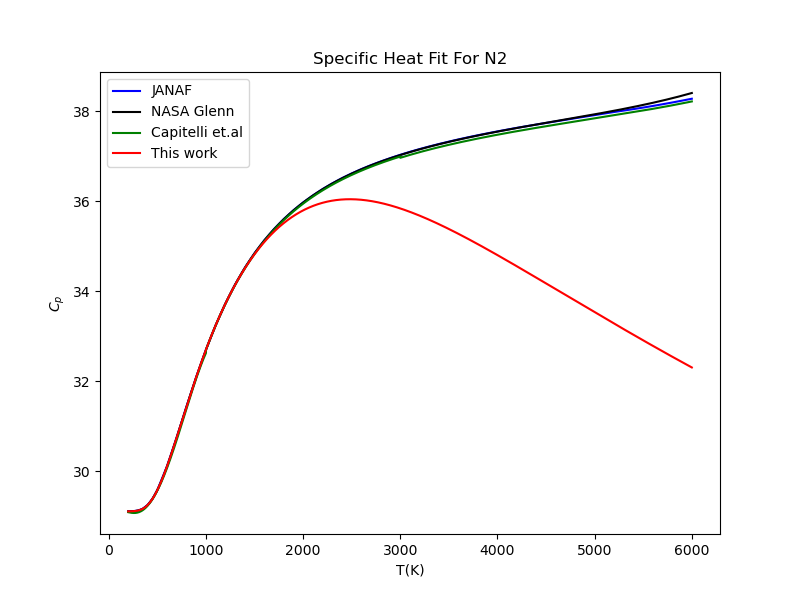 Specific Heat Fit For N2
JANAF
NASA Glenn
Capitelli et.al
This work
38
36
34
32
30
C_p
0 1000 2000 3000 4000 5000 6000
T(K)